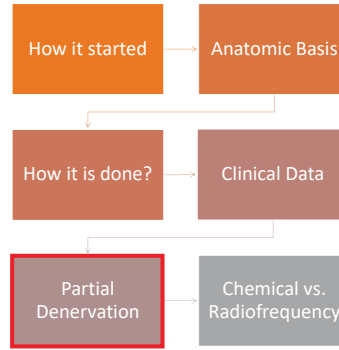 How it started
Anatomic Basis
How it is done?
Clinical Data
Partial
Denervation
Chemical vs.
Radiofrequency